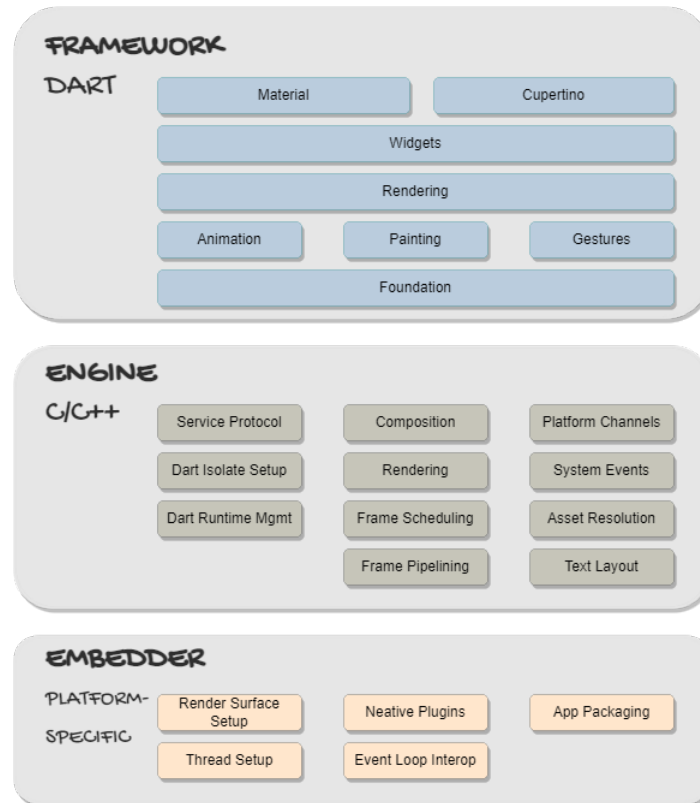 FRAMEWORK
DART
Material
Cupertino
Widgets
Rendering
Animation
Painting
Gestures
Foundation
ENGINE
C/C++
Service Protocol
Composition
Platform Channels
Dart Isolate Setup
Rendering
System Events
Dart Runtime Mgmt
Frame Scheduling
Asset Resolution
Frame Pipelining
Text Layout
EMBEDDER
PLATFORM-
SPECIFIC
Render Surface
Setup
Neative Plugins
App Packaging
Thread Setup
Event Loop Interop